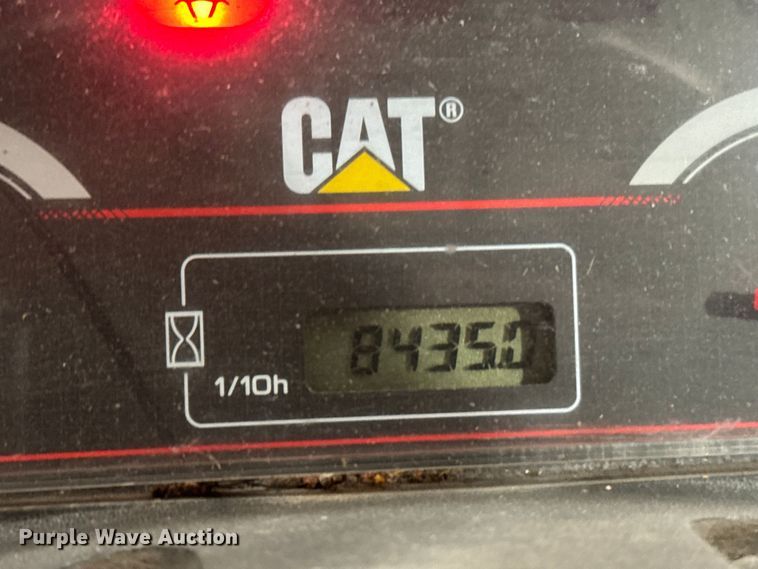 CAT®
8435.0
1/10h
Purple Wave Auction